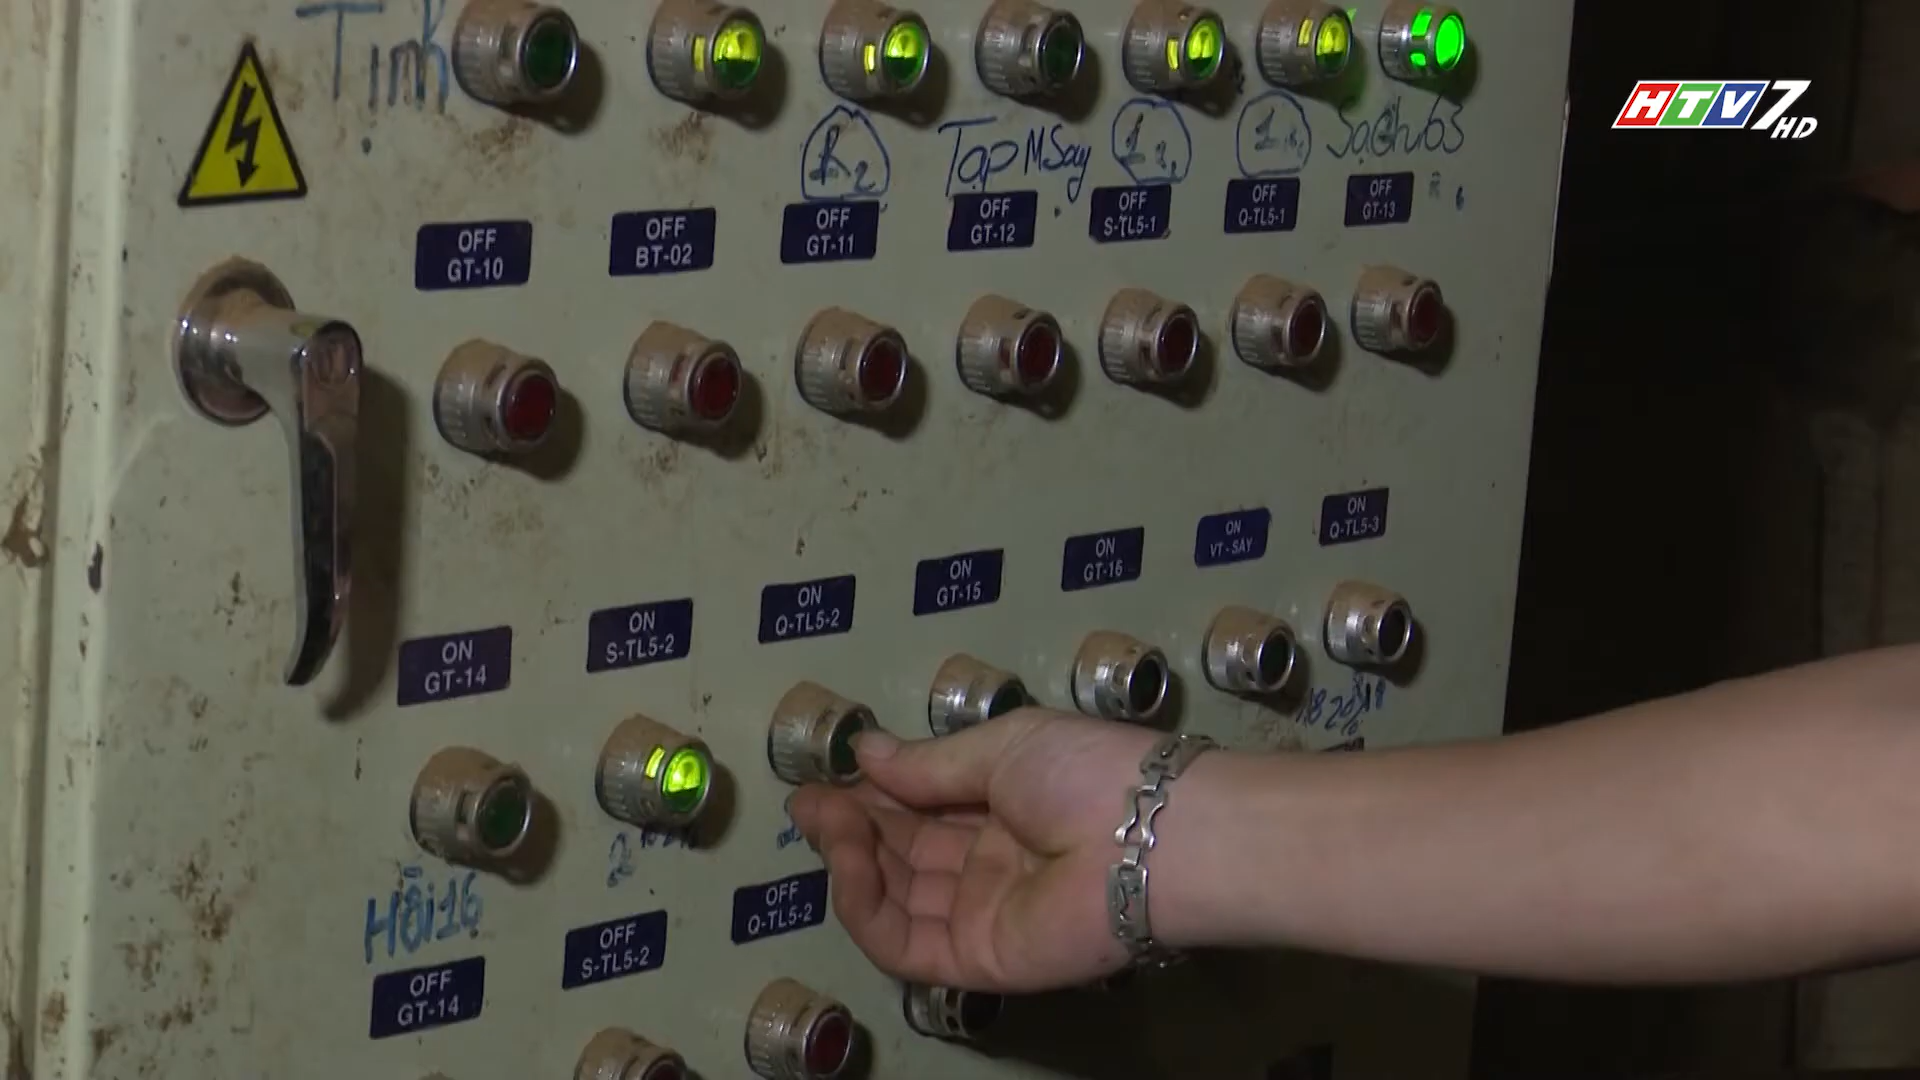 Tinh
HTV7
HD
R2
Tạp M Say
Sạch 63
OFF
GT-10
OFF
BT-02
OFF
GT-11
OFF
GT-12
OFF
S-TL5-1
OFF
Q-TL5-1
OFF
GT-13
ON
GT-14
ON
S-TL5-2
ON
Q-TL5-2
ON
GT-15
ON
GT-16
ON
VT-SAY
ON
Q-TL5-3
Hồi 16
OFF
GT-14
OFF
S-TL5-2
OFF
Q-TL5-2